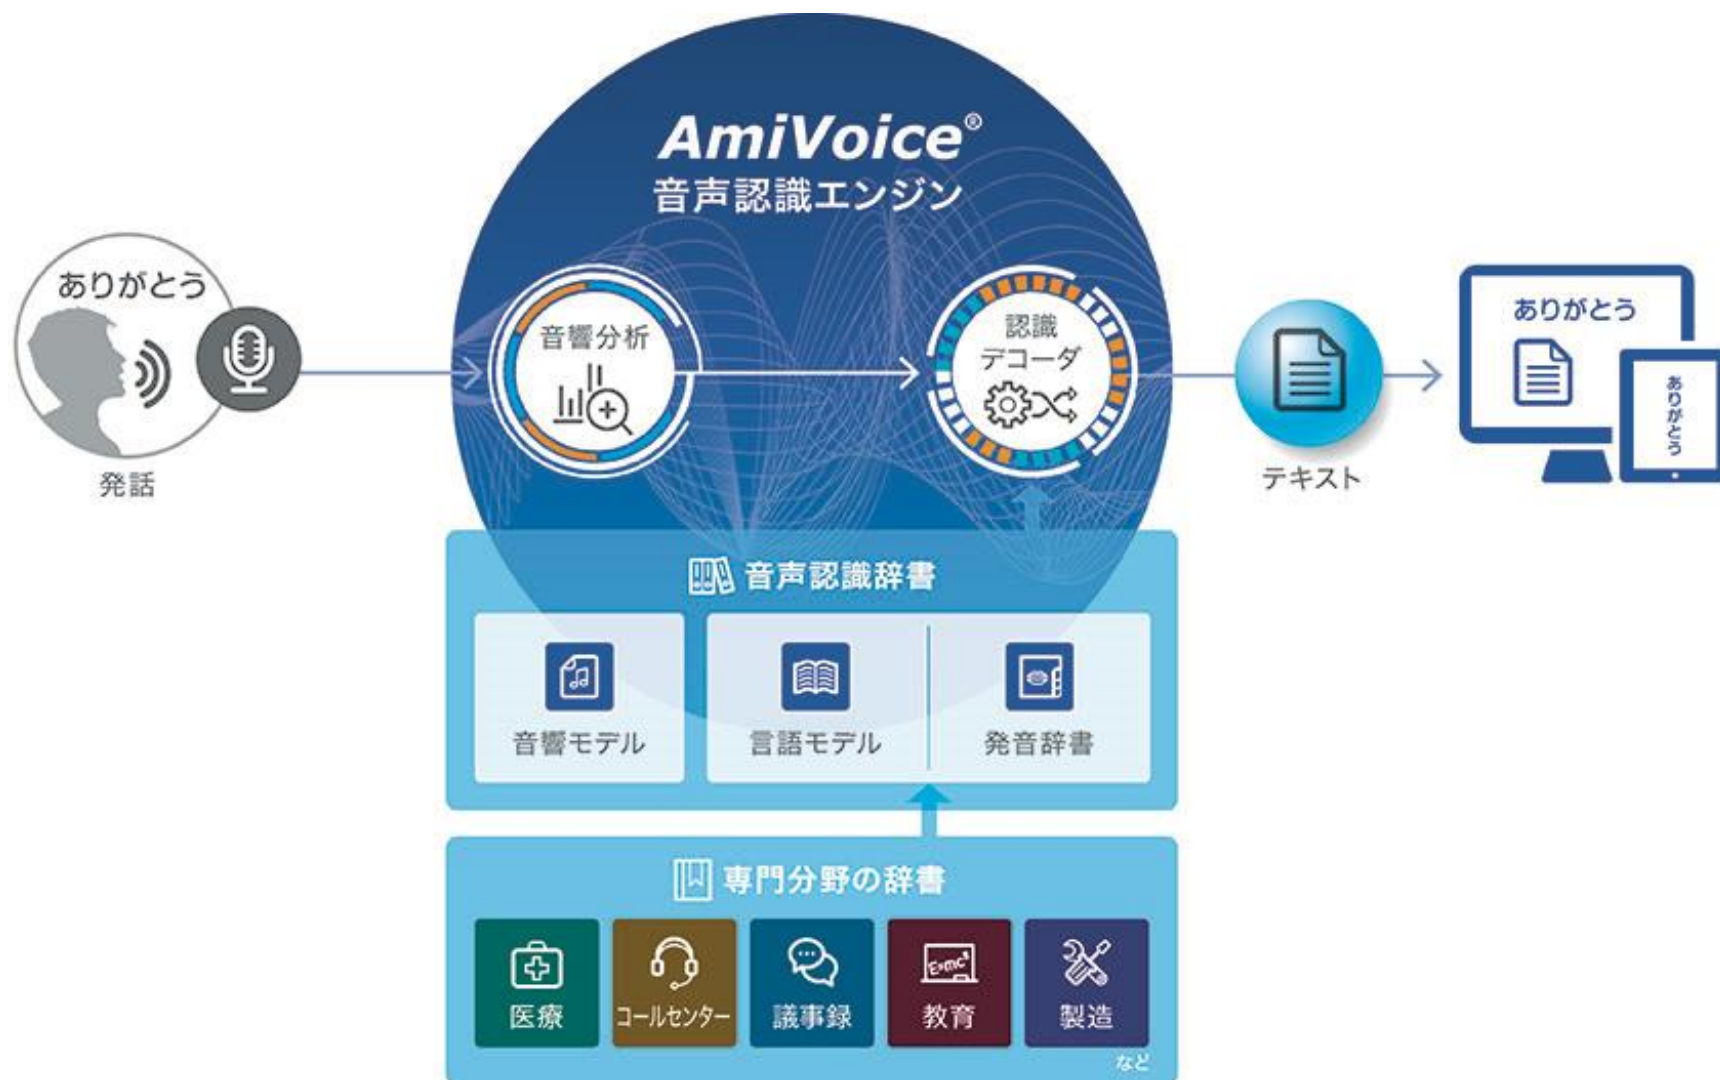 AmiVoice®
音声認識エンジン
ありがとう
発話
音響分析
認識
デコーダ
テキスト
ありがとう
ありがとう
音声認識辞書
音響モデル
言語モデル
発音辞書
専門分野の辞書
医療
コールセンター
議事録
E=mc²
教育
製造
など